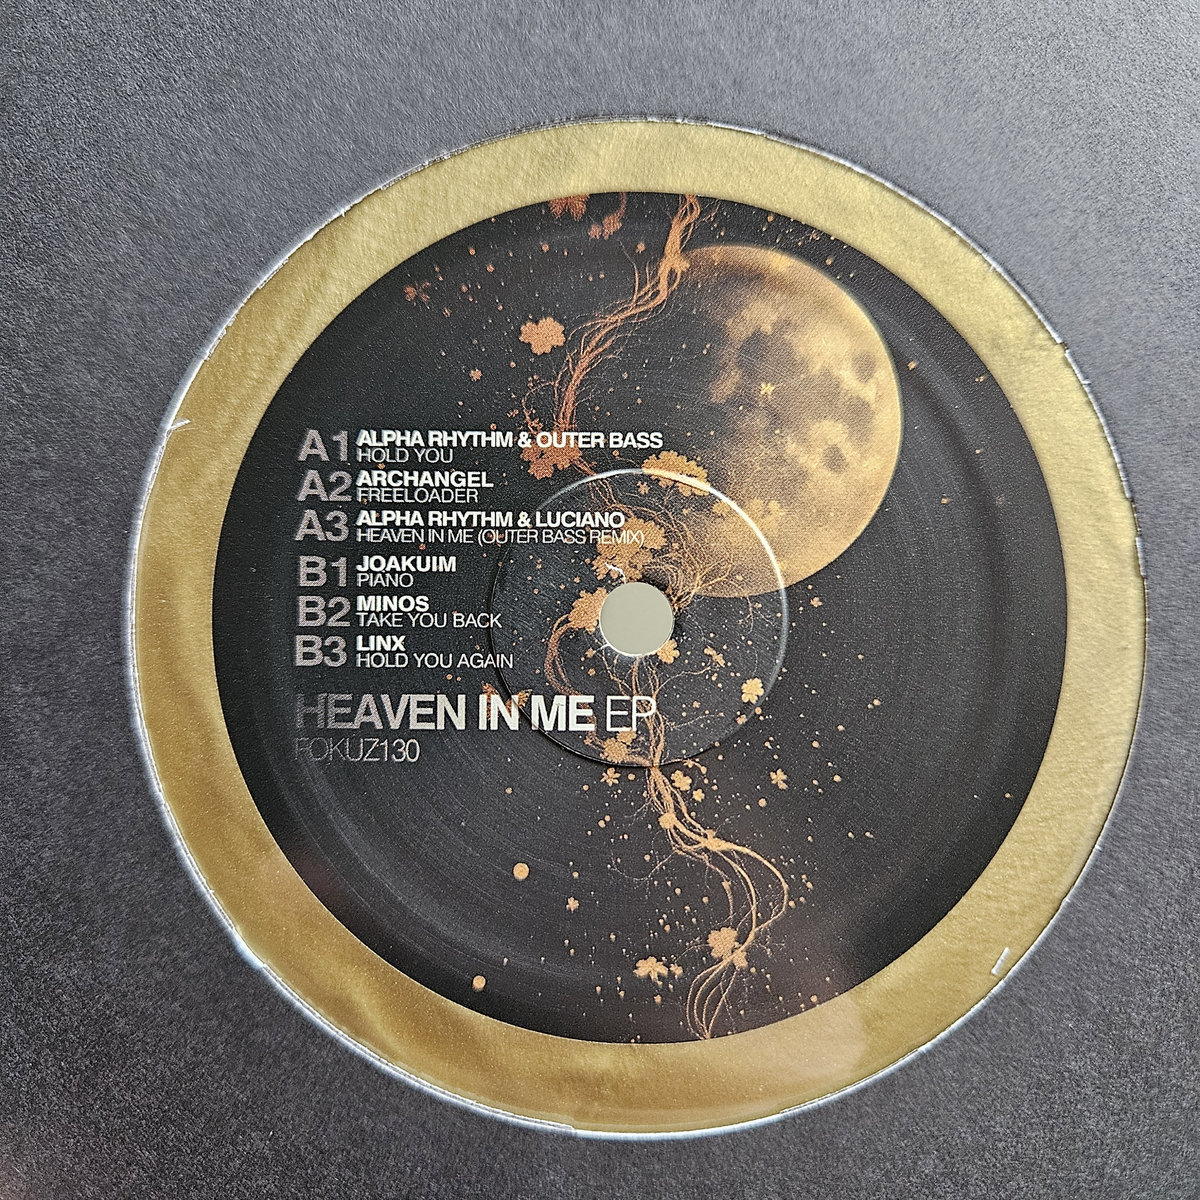 A1 ALPHA RHYTHM & OUTER BASS
HOLD YOU
A2 ARCHANGEL
FREELOADER
A3 ALPHA RHYTHM & LUCIANO
HEAVEN IN ME (OUTER BASS REMIX)
B1 JOAKUIM
PIANO
B2 MINOS
TAKE YOU BACK
B3 LINX
HOLD YOU AGAIN
HEAVEN IN ME EP
FOKUZ130